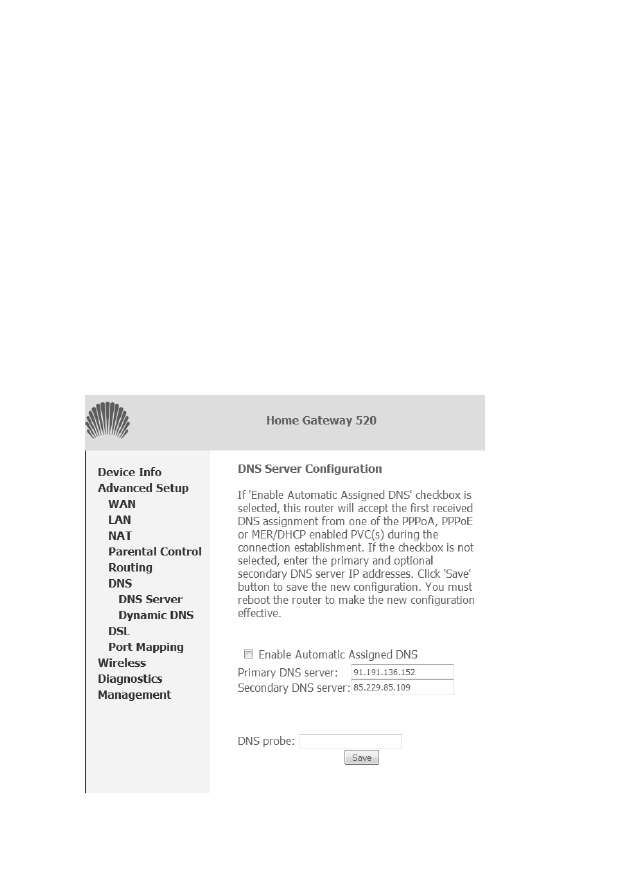 Home Gateway 520
Device Info
Advanced Setup
WAN
LAN
NAT
Parental Control
Routing
DNS
DNS Server
Dynamic DNS
DSL
Port Mapping
Wireless
Diagnostics
Management
DNS Server Configuration
If 'Enable Automatic Assigned DNS' checkbox is
selected, this router will accept the first received
DNS assignment from one of the PPPoA, PPPoE
or MER/DHCP enabled PVC(s) during the
connection establishment. If the checkbox is not
selected, enter the primary and optional
secondary DNS server IP addresses. Click 'Save'
button to save the new configuration. You must
reboot the router to make the new configuration
effective.
Enable Automatic Assigned DNS
Primary DNS server: 91.191.136.152
Secondary DNS server: 85.229.85.109
DNS probe:
Save